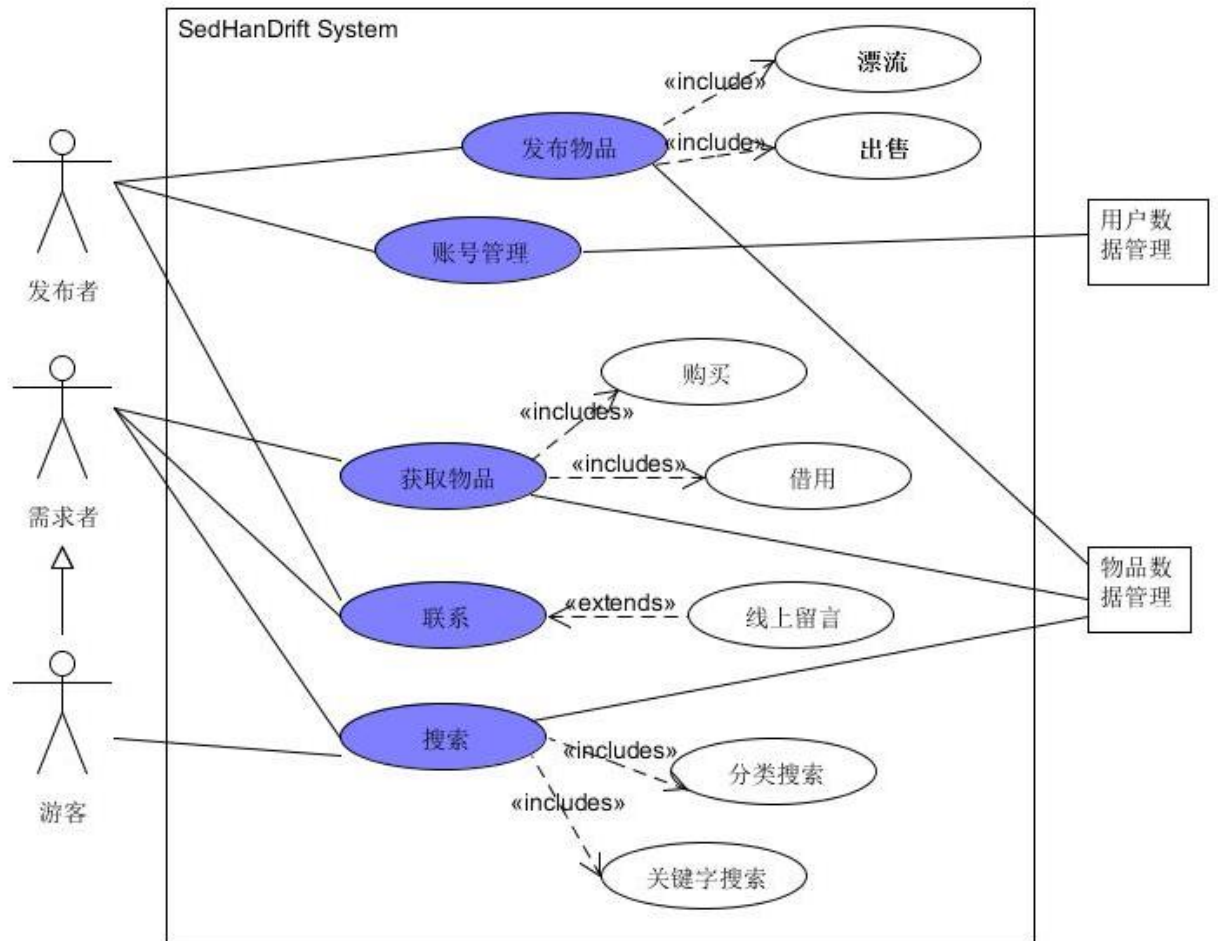 SedHanDrift System
漂流
«include»
发布物品
«include»
出售
账号管理
用户数
据管理
发布者
购买
«includes»
获取物品
«includes»
借用
需求者
物品数
据管理
联系
«extends»
线上留言
搜索
«includes»
分类搜索
«includes»
游客
关键字搜索